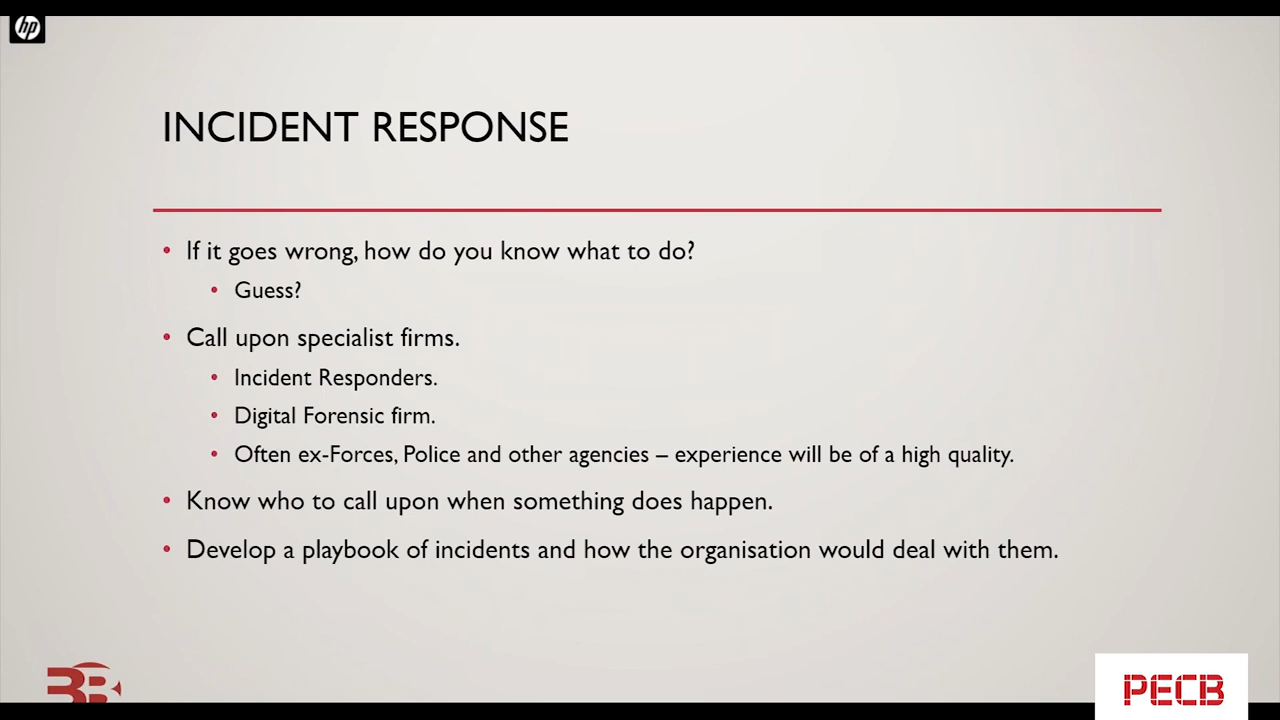 hp
INCIDENT RESPONSE
• If it goes wrong, how do you know what to do?
• Guess?
• Call upon specialist firms.
• Incident Responders.
• Digital Forensic firm.
• Often ex-Forces, Police and other agencies – experience will be of a high quality.
• Know who to call upon when something does happen.
• Develop a playbook of incidents and how the organisation would deal with them.
PECB